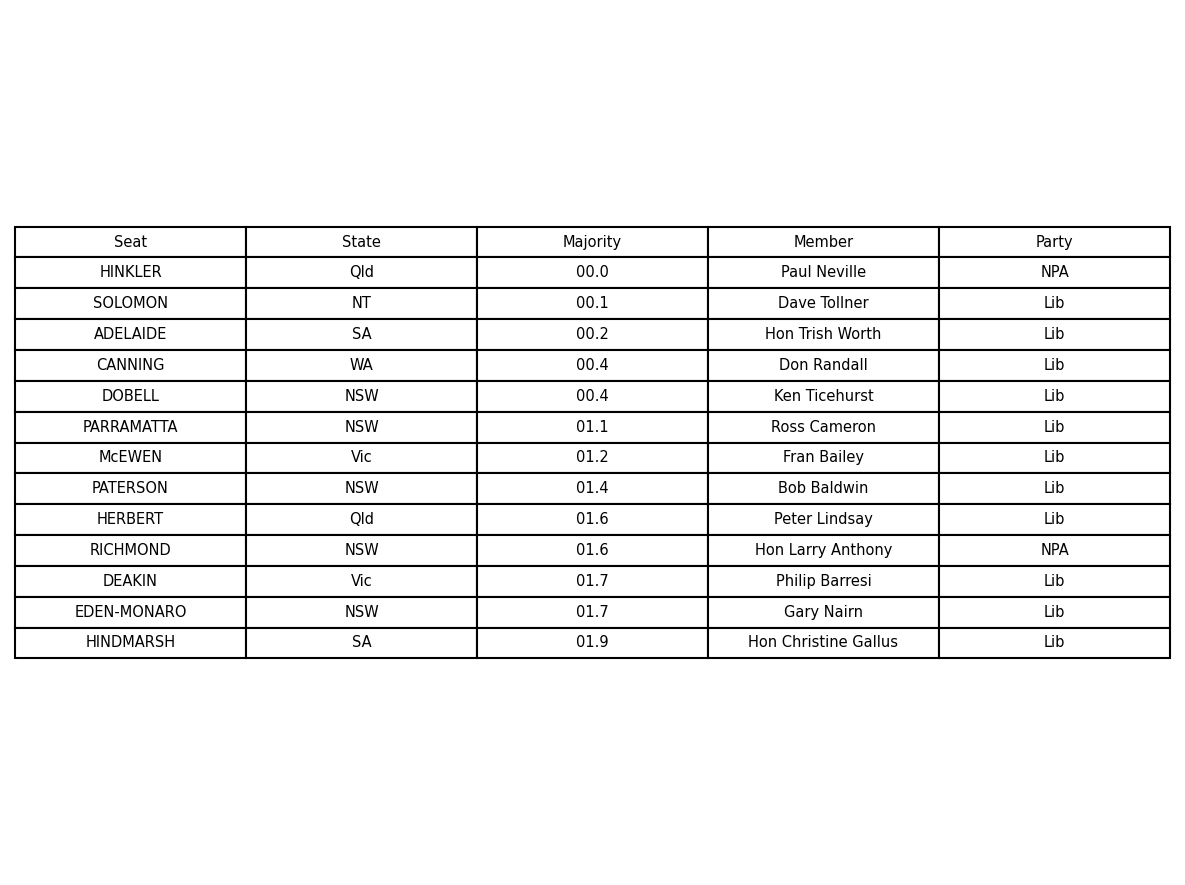 Seat State Majority Member Party
HINKLER Qld 00.0 Paul Neville NPA
SOLOMON NT 00.1 Dave Tollner Lib
ADELAIDE SA 00.2 Hon Trish Worth Lib
CANNING WA 00.4 Don Randall Lib
DOBELL NSW 00.4 Ken Ticehurst Lib
PARRAMATTA NSW 01.1 Ross Cameron Lib
McEWEN Vic 01.2 Fran Bailey Lib
PATERSON NSW 01.4 Bob Baldwin Lib
HERBERT Qld 01.6 Peter Lindsay Lib
RICHMOND NSW 01.6 Hon Larry Anthony NPA
DEAKIN Vic 01.7 Philip Barresi Lib
EDEN-MONARO NSW 01.7 Gary Nairn Lib
HINDMARSH SA 01.9 Hon Christine Gallus Lib